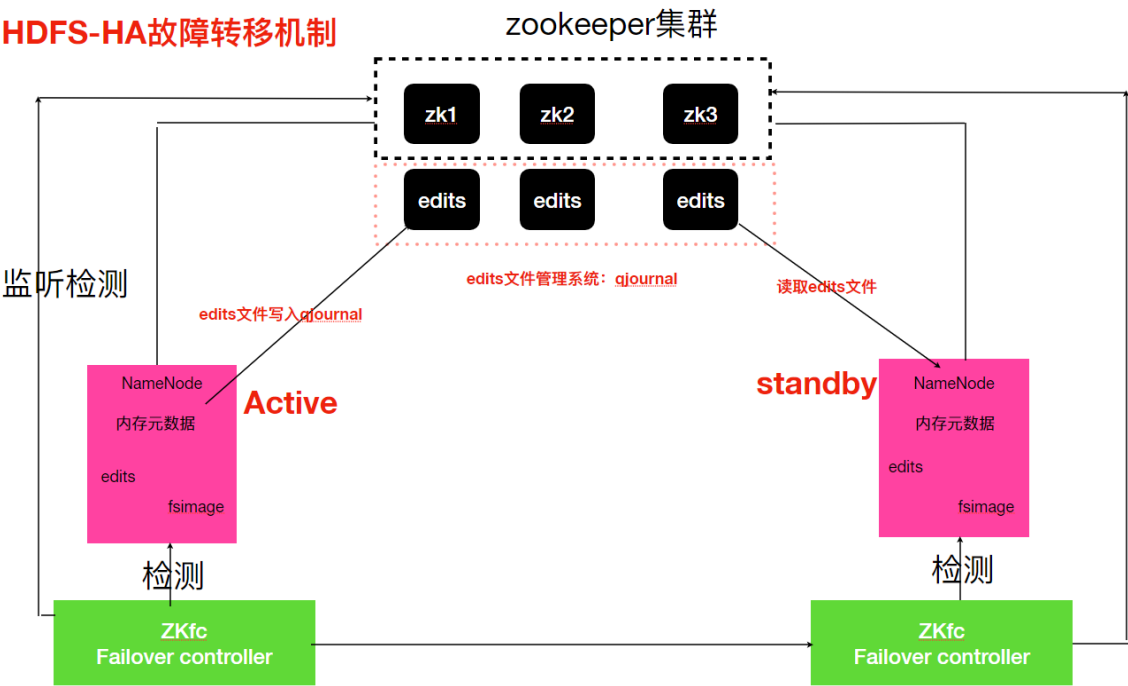 HDFS-HA故障转移机制
zookeeper集群
zk1
zk2
zk3
edits
edits
edits
监听检测
edits文件管理系统：qjournal
读取edits文件
edits文件写入qjournal
NameNode
内存元数据
edits
fsimage
Active
standby
NameNode
内存元数据
edits
fsimage
检测
检测
ZKfc
Failover controller
ZKfc
Failover controller